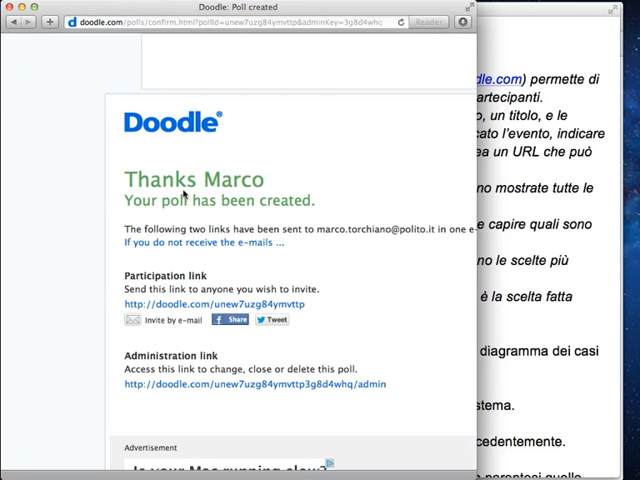 Doodle: Poll created
doodle.com/polls/confirm.html?pollId=unew7uzg84ymvttp&adminKey=3g8d4whq
Reader
Doodle®
Thanks Marco
Your poll has been created.
The following two links have been sent to marco.torchiano@polito.it in one e-
If you do not receive the e-mails ...
Participation link
Send this link to anyone you wish to invite.
http://doodle.com/unew7uzg84ymvttp
Invite by e-mail
Share
Tweet
Administration link
Access this link to change, close or delete this poll.
http://doodle.com/unew7uzg84ymvttp3g8d4whq/admin
Advertisement
Is your Mac running slow?
dle.com) permette di
artecipanti.
o, un titolo, e le
cato l'evento, indicare
ea un URL che può
no mostrate tutte le
e capire quali sono
no le scelte più
è la scelta fatta
diagramma dei casi
stema.
cedentemente.